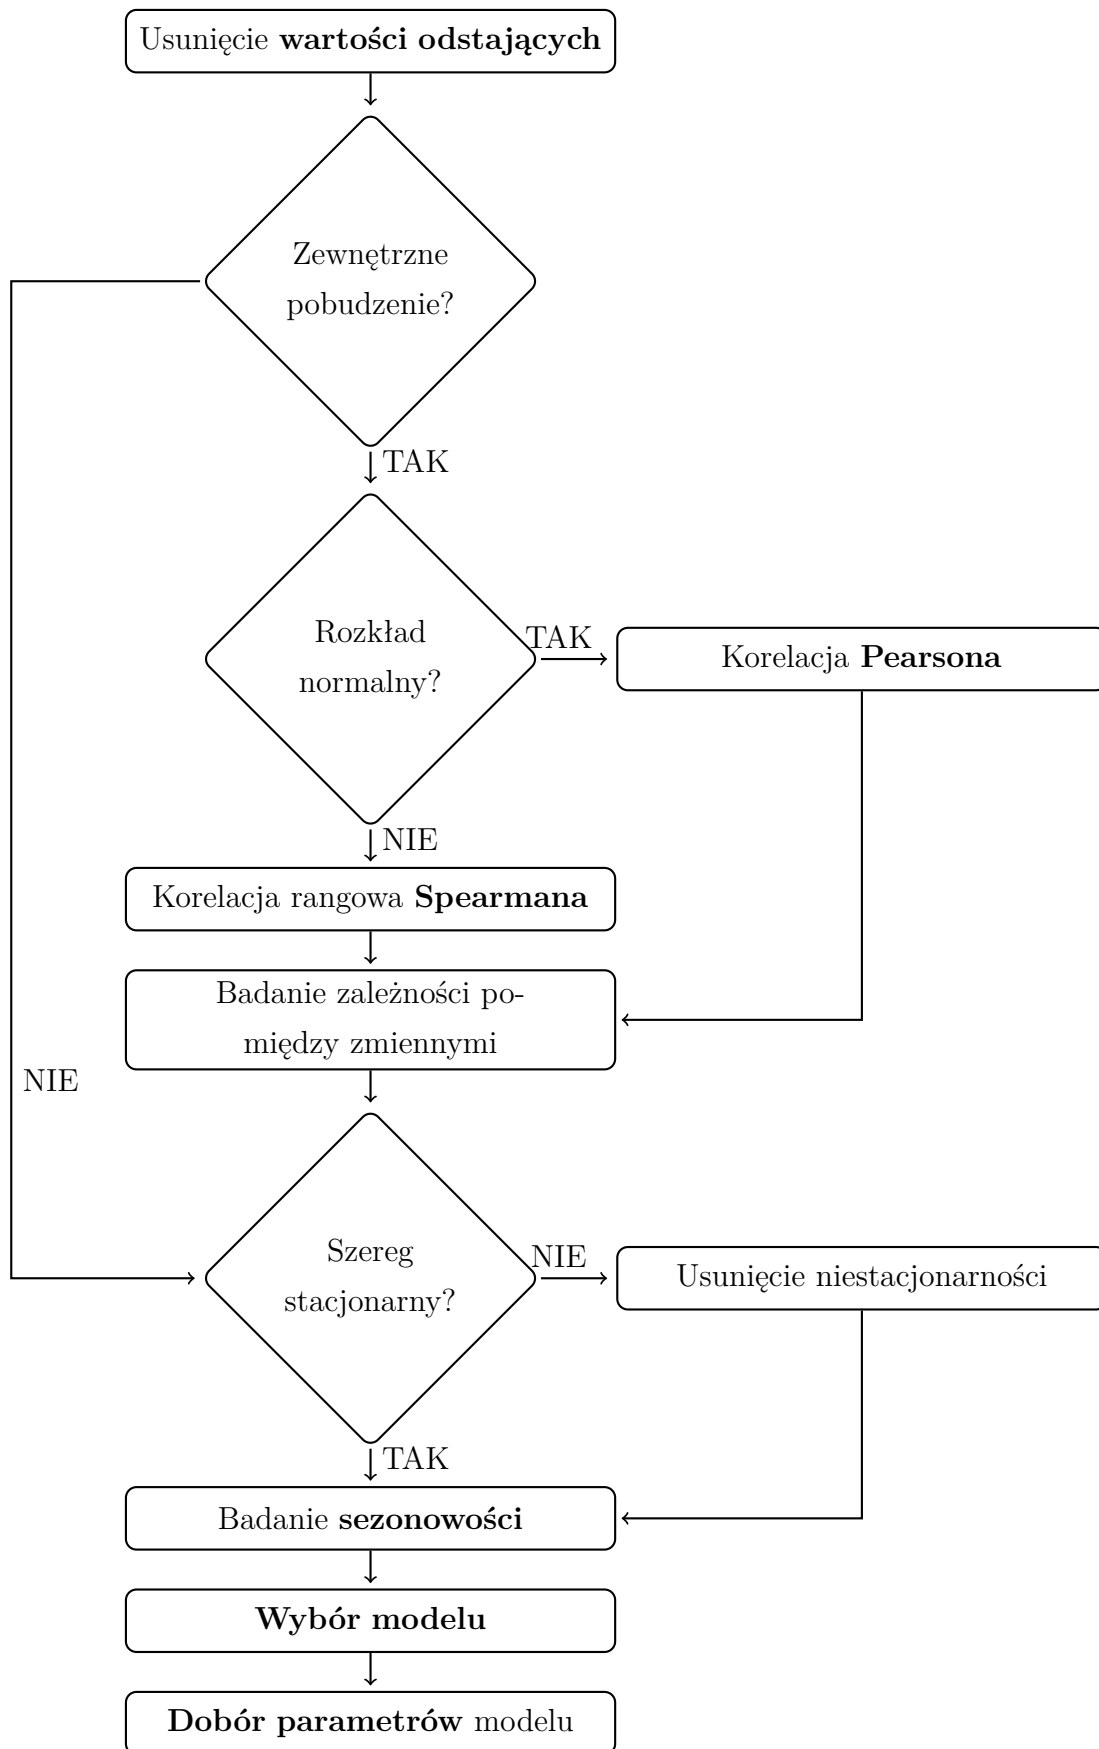 Usunięcie wartości odstających
Zewnętrzne
pobudzenie?
TAK
Rozkład
normalny?
TAK
Korelacja Pearsona
NIE
Korelacja rangowa Spearmana
Badanie zależności po-
między zmiennymi
NIE
Szereg
stacjonarny?
NIE
Usunięcie niestacjonarności
TAK
Badanie sezonowości
Wybór modelu
Dobór parametrów modelu